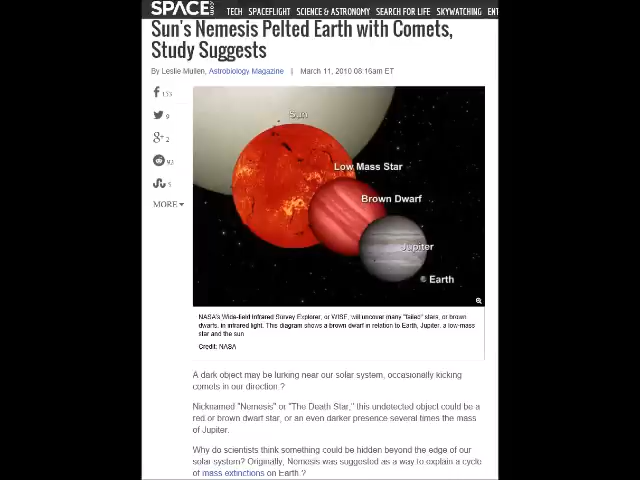 SPACE.com TECH SPACEFLIGHT SCIENCE & ASTRONOMY SEARCH FOR LIFE SKYWATCHING ENT
Sun's Nemesis Pelted Earth with Comets,
Study Suggests
By Leslie Mullen, Astrobiology Magazine | March 11, 2010 08:16am ET
9
2
93
5
MORE
Sun
Low Mass Star
Brown Dwarf
Jupiter
Earth
NASA's Wide-field Infrared Survey Explorer, or WISE, will uncover many "failed" stars, or brown
dwarfs, in infrared light. This diagram shows a brown dwarf in relation to Earth, Jupiter, a low-mass
star and the sun
Credit: NASA
A dark object may be lurking near our solar system, occasionally kicking
comets in our direction ?
Nicknamed "Nemesis" or "The Death Star," this undetected object could be a
red or brown dwarf star, or an even darker presence several times the mass
of Jupiter.
Why do scientists think something could be hidden beyond the edge of our
solar system? Originally, Nemesis was suggested as a way to explain a cycle
of mass extinctions on Earth ?